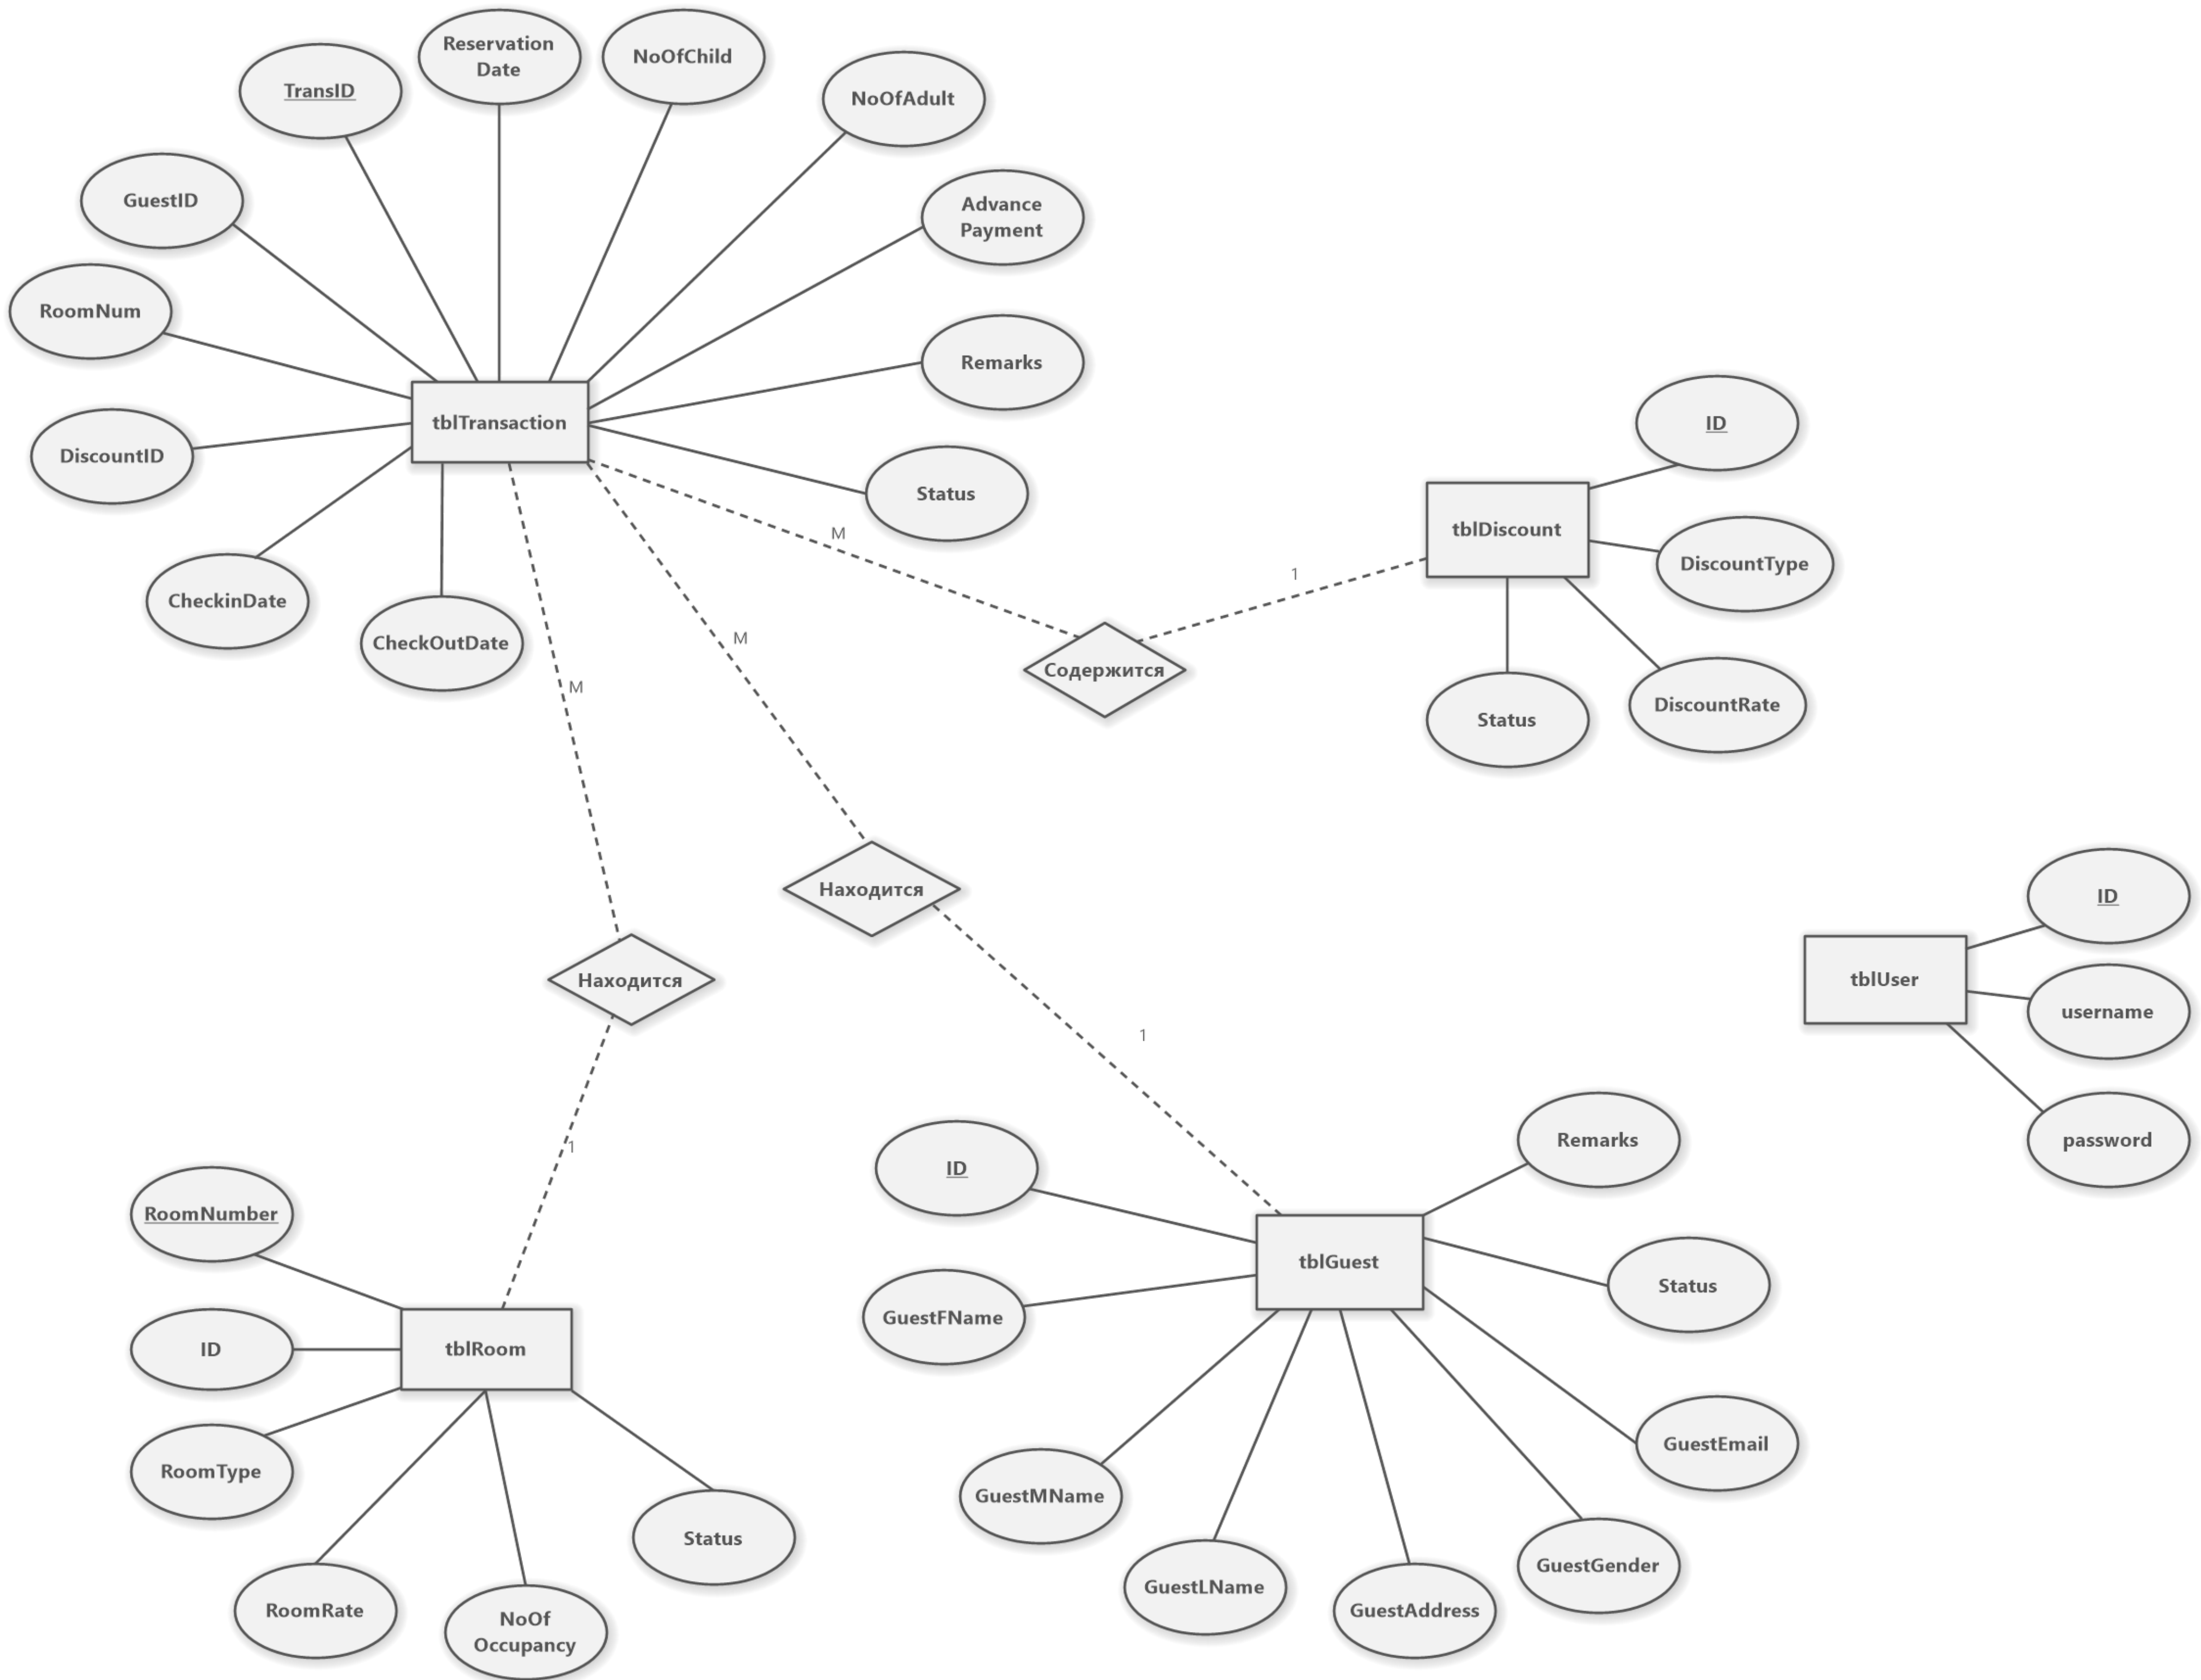 Reservation
Date
NoOfChild
TransID
NoOfAdult
GuestID
Advance
Payment
RoomNum
Remarks
tblTransaction
ID
DiscountID
Status
tblDiscount
M
DiscountType
1
CheckinDate
CheckOutDate
M
Содержится
M
DiscountRate
Status
Находится
ID
Находится
tblUser
username
1
password
Remarks
1
ID
RoomNumber
tblGuest
Status
GuestFName
ID
tblRoom
GuestEmail
RoomType
GuestMName
Status
GuestGender
GuestLName
RoomRate
GuestAddress
NoOf
Occupancy